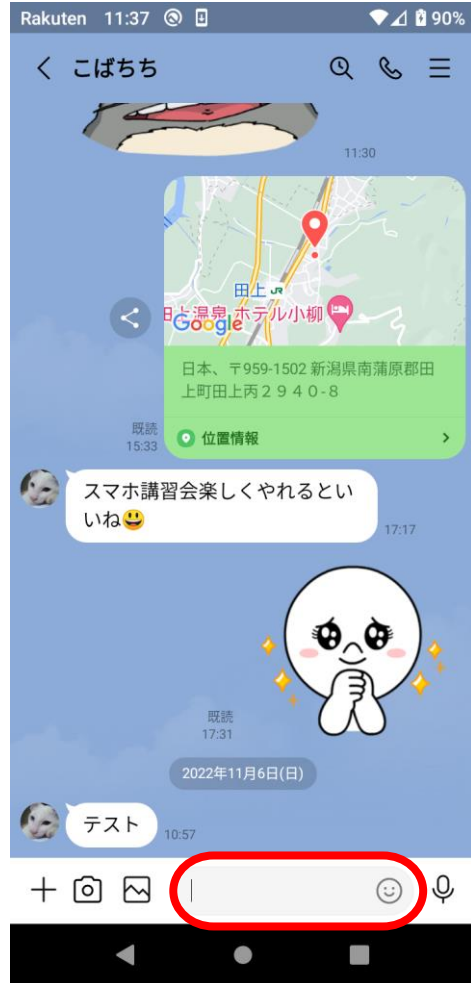 Rakuten 11:37 90%
こばちち
11:30
田上
田上温泉 ホテル小柳
Google
日本、〒959-1502 新潟県南蒲原郡田
上町田上丙２９４０-８
既読
15:33
位置情報
スマホ講習会楽しくやれるとい
いね😃
17:17
既読
17:31
2022年11月6日(日)
テスト
10:57